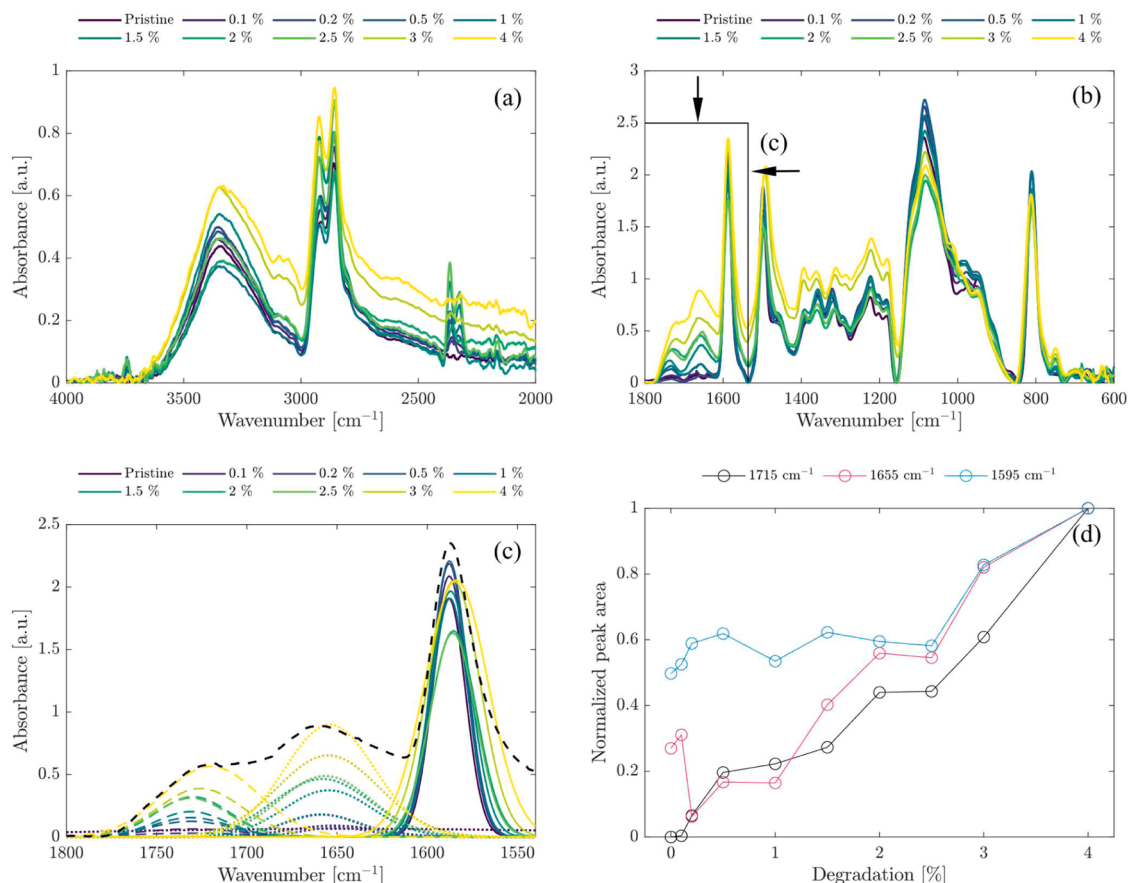 Pristine 0.1 % 0.2 % 0.5 % 1 %
1.5 % 2 % 2.5 % 3 % 4 %
(a)
1
0.8
0.6
0.4
0.2
0
Absorbance [a.u.]
4000 3500 3000 2500 2000
Wavenumber [cm⁻¹]
Pristine 0.1 % 0.2 % 0.5 % 1 %
1.5 % 2 % 2.5 % 3 % 4 %
(b)
(c)
3
2.5
2
1.5
1
0.5
0
Absorbance [a.u.]
1800 1600 1400 1200 1000 800 600
Wavenumber [cm⁻¹]
Pristine 0.1 % 0.2 % 0.5 % 1 %
1.5 % 2 % 2.5 % 3 % 4 %
(c)
2.5
2
1.5
1
0.5
0
Absorbance [a.u.]
1800 1750 1700 1650 1600 1550
Wavenumber [cm⁻¹]
1715 cm⁻¹ 1655 cm⁻¹ 1595 cm⁻¹
(d)
1
0.8
0.6
0.4
0.2
0
Normalized peak area
0 1 2 3 4
Degradation [%]